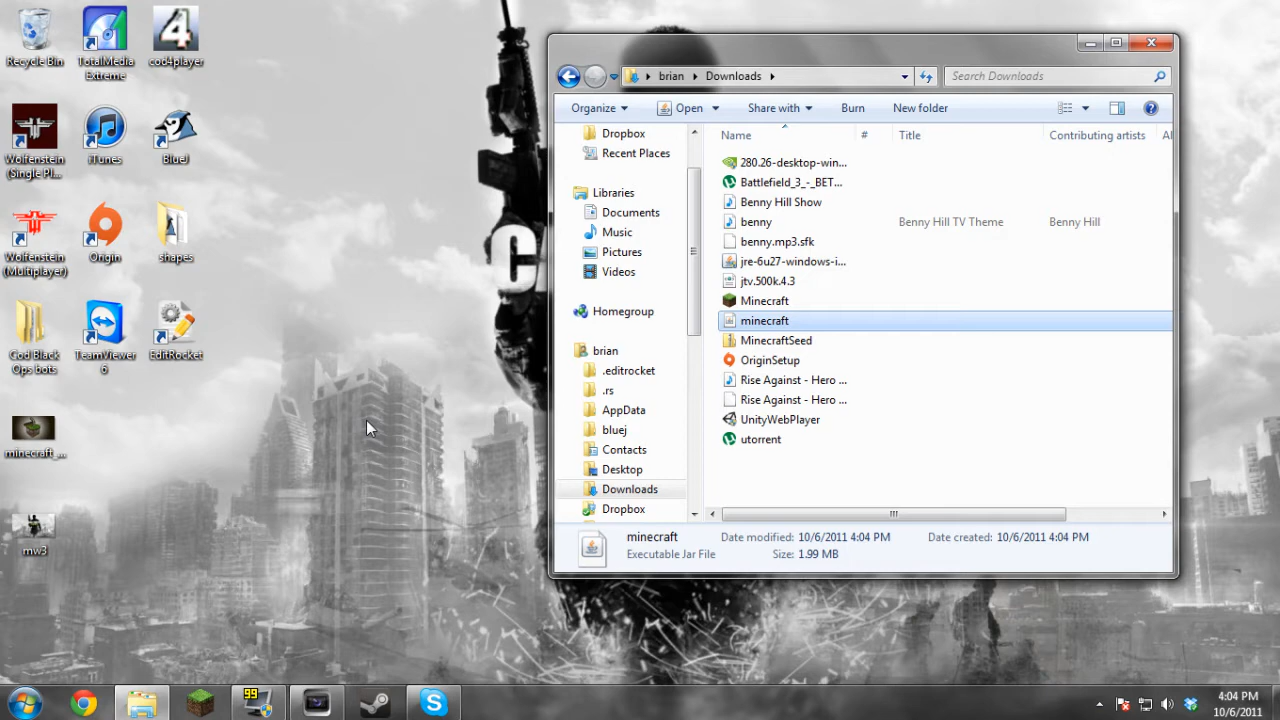 Recycle Bin
TotalMedia
Extreme
4
cod4player
Wolfenstein
(Single Pl...
iTunes
BlueJ
Wolfenstein
(Multiplayer)
Origin
shapes
Cod Black
Ops bots
TeamViewer
6
EditRocket
minecraft_...
mw3
C
brian
Downloads
Search Downloads
Organize
Open
Share with
Burn
New folder
Dropbox
Recent Places
Libraries
Documents
Music
Pictures
Videos
Homegroup
brian
.editrocket
.rs
AppData
bluej
Contacts
Desktop
Downloads
Dropbox
Name # Title Contributing artists Al
280.26-desktop-win...
Battlefield_3_-_BET...
Benny Hill Show
benny Benny Hill TV Theme Benny Hill
benny.mp3.sfk
jre-6u27-windows-i...
jtv.500k.4.3
Minecraft
minecraft
MinecraftSeed
OriginSetup
Rise Against - Hero ...
Rise Against - Hero ...
UnityWebPlayer
utorrent
minecraft Date modified: 10/6/2011 4:04 PM Date created: 10/6/2011 4:04 PM
Executable Jar File Size: 1.99 MB
99
4:04 PM
10/6/2011